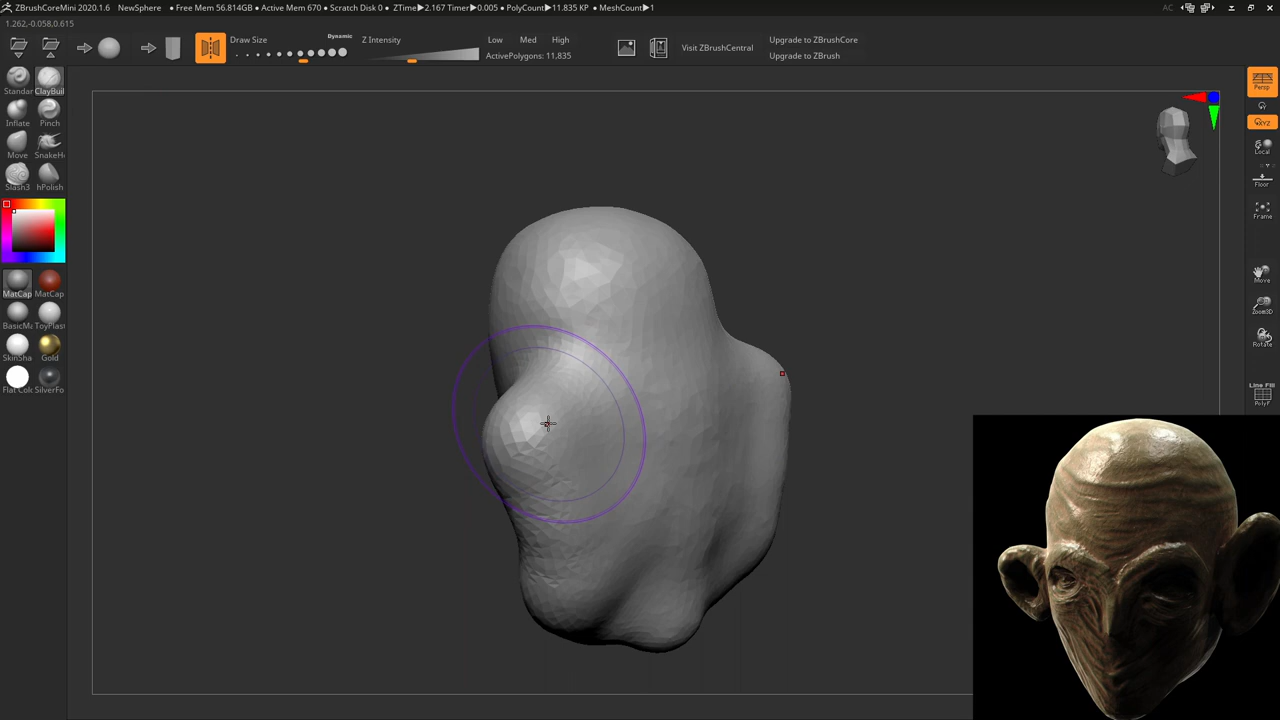 ZBrushCoreMini 2020.1.6 NewSphere • Free Mem 56.814GB • Active Mem 670 • Scratch Disk 0 • ZTime▶2.167 Timer▶0.005 • PolyCount▶11.835 KP • MeshCount▶1 AC
1.262,-0.058,0.615
Draw Size Dynamic Z Intensity Low Med High Visit ZBrushCentral Upgrade to ZBrushCore
ActivePolygons: 11,835 Upgrade to ZBrush
Standar ClayBuil
Inflate Pinch
Move SnakeH
Slash3 hPolish
MatCap MatCap
BasicMa ToyPlast
SkinSha Gold
Flat Colo SilverFo
Persp
XYZ
Local
Floor
Frame
Move
Zoom3D
Rotate
Line Fill
PolyF